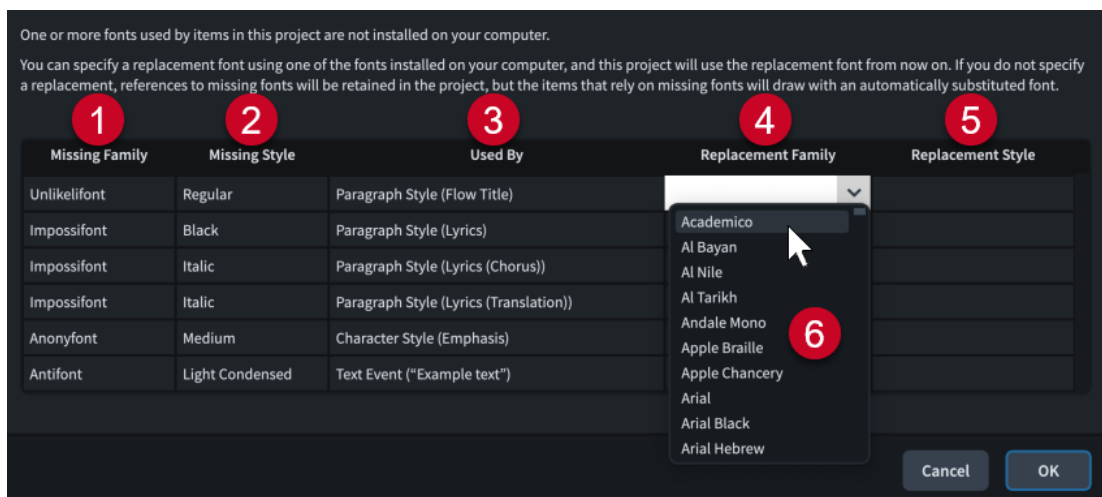 One or more fonts used by items in this project are not installed on your computer.
You can specify a replacement font using one of the fonts installed on your computer, and this project will use the replacement font from now on. If you do not specify
a replacement, references to missing fonts will be retained in the project, but the items that rely on missing fonts will draw with an automatically substituted font.
1 2 3 4 5
Missing Family Missing Style Used By Replacement Family Replacement Style
Unlikelifont Regular Paragraph Style (Flow Title)
Impossifont Black Paragraph Style (Lyrics)
Impossifont Italic Paragraph Style (Lyrics (Chorus))
Impossifont Italic Paragraph Style (Lyrics (Translation))
Anonyfont Medium Character Style (Emphasis)
Antifont Light Condensed Text Event (“Example text”)
Academico
Al Bayan
Al Nile
Al Tarikh
Andale Mono
6
Apple Braille
Apple Chancery
Arial
Arial Black
Arial Hebrew
Cancel OK